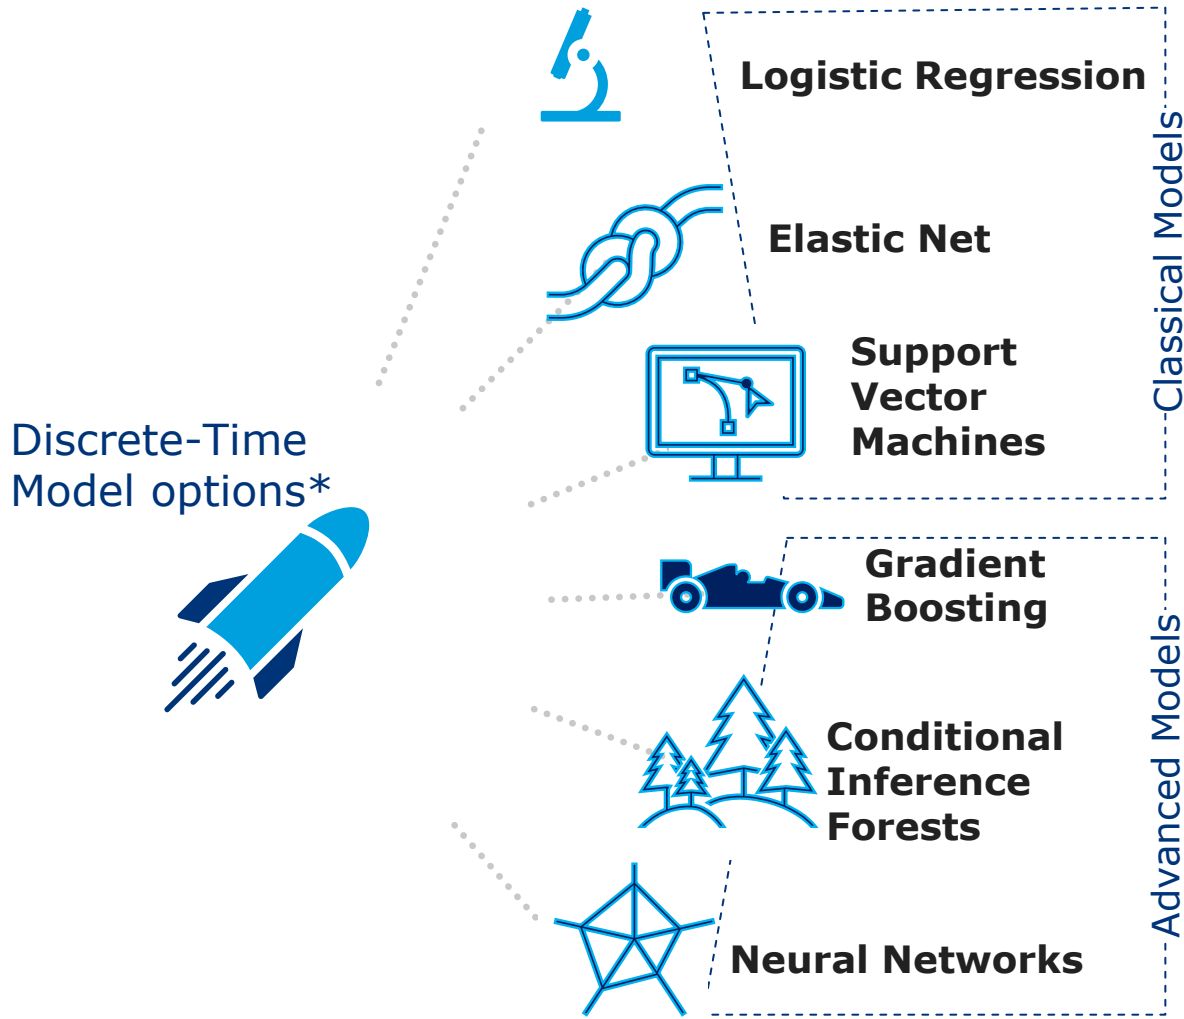 Discrete-Time
Model options*
Logistic Regression
Elastic Net
Support
Vector
Machines
Classical Models
Gradient
Boosting
Conditional
Inference
Forests
Neural Networks
Advanced Models